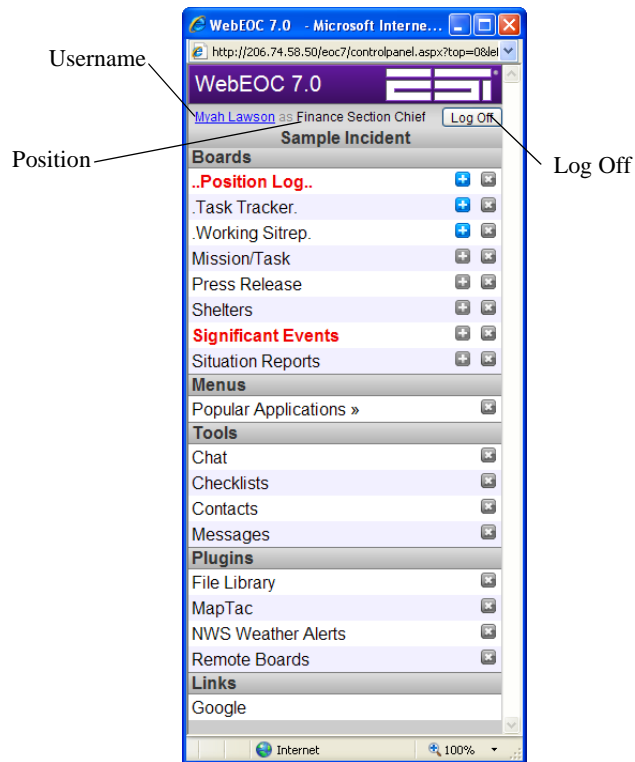 WebEOC 7.0 - Microsoft Interne...
http://206.74.58.50/eoc7/controlpanel.aspx?top=0&lef
Username
WebEOC 7.0
ESi
Myah Lawson as Finance Section Chief Log Off
Sample Incident
Position
Log Off
Boards
..Position Log..
.Task Tracker.
.Working Sitrep.
Mission/Task
Press Release
Shelters
Significant Events
Situation Reports
Menus
Popular Applications »
Tools
Chat
Checklists
Contacts
Messages
Plugins
File Library
MapTac
NWS Weather Alerts
Remote Boards
Links
Google
Internet 100%